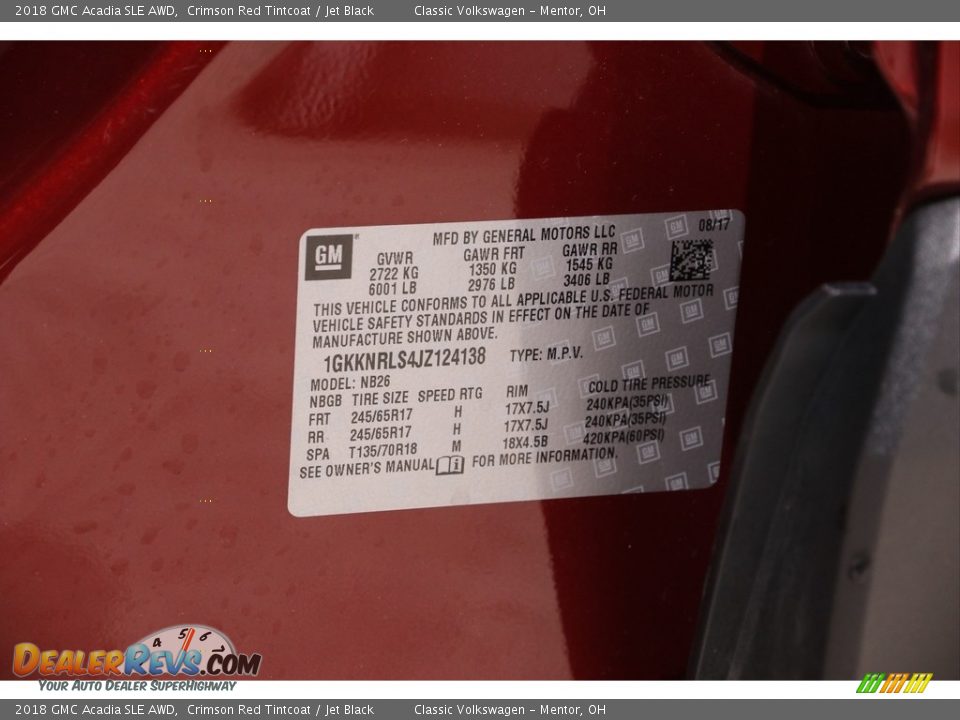 2018 GMC Acadia SLE AWD, Crimson Red Tintcoat / Jet Black Classic Volkswagen - Mentor, OH
GM MFD BY GENERAL MOTORS LLC 08/17
GVWR GAWR FRT GAWR RR
2722 KG 1350 KG 1545 KG
6001 LB 2976 LB 3406 LB
THIS VEHICLE CONFORMS TO ALL APPLICABLE U.S. FEDERAL MOTOR
VEHICLE SAFETY STANDARDS IN EFFECT ON THE DATE OF
MANUFACTURE SHOWN ABOVE.
1GKKNRLS4JZ124138 TYPE: M.P.V.
MODEL: NB26
NBGB TIRE SIZE SPEED RTG RIM COLD TIRE PRESSURE
FRT 245/65R17 H 17X7.5J 240KPA(35PSI)
RR 245/65R17 H 17X7.5J 240KPA(35PSI)
SPA T135/70R18 M 18X4.5B 420KPA(60PSI)
SEE OWNER'S MANUAL FOR MORE INFORMATION.
4 5 6
DEALERREVS.COM
YOUR AUTO DEALER SUPERHIGHWAY
2018 GMC Acadia SLE AWD, Crimson Red Tintcoat / Jet Black Classic Volkswagen - Mentor, OH